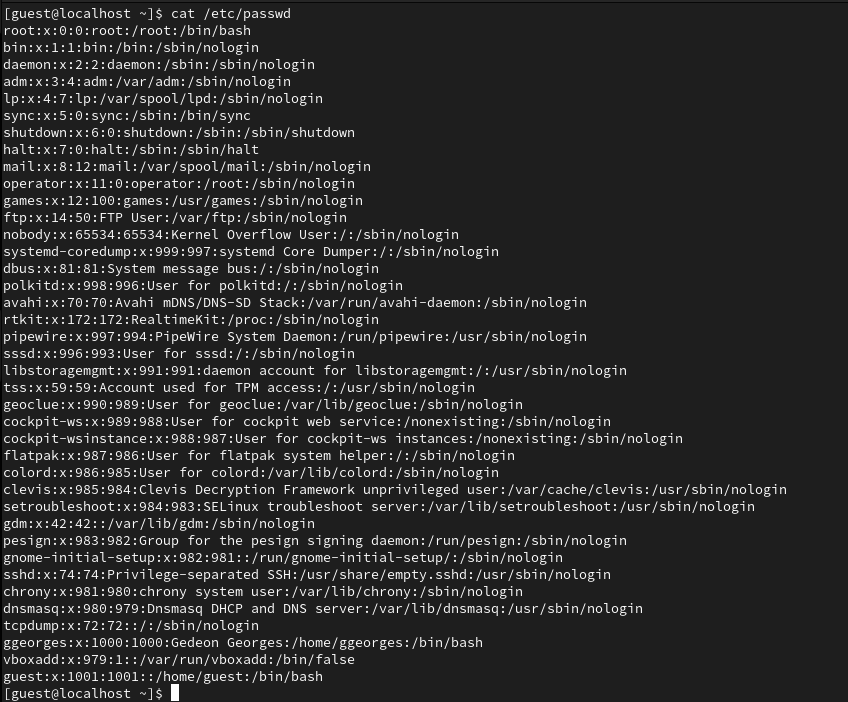 [guest@localhost ~]$ cat /etc/passwd
root:x:0:0:root:/root:/bin/bash
bin:x:1:1:bin:/bin:/sbin/nologin
daemon:x:2:2:daemon:/sbin:/sbin/nologin
adm:x:3:4:adm:/var/adm:/sbin/nologin
lp:x:4:7:lp:/var/spool/lpd:/sbin/nologin
sync:x:5:0:sync:/sbin:/bin/sync
shutdown:x:6:0:shutdown:/sbin:/sbin/shutdown
halt:x:7:0:halt:/sbin:/sbin/halt
mail:x:8:12:mail:/var/spool/mail:/sbin/nologin
operator:x:11:0:operator:/root:/sbin/nologin
games:x:12:100:games:/usr/games:/sbin/nologin
ftp:x:14:50:FTP User:/var/ftp:/sbin/nologin
nobody:x:65534:65534:Kernel Overflow User:/:/sbin/nologin
systemd-coredump:x:999:997:systemd Core Dumper:/:/sbin/nologin
dbus:x:81:81:System message bus:/:/sbin/nologin
polkitd:x:998:996:User for polkitd:/:/sbin/nologin
avahi:x:70:70:Avahi mDNS/DNS-SD Stack:/var/run/avahi-daemon:/sbin/nologin
rtkit:x:172:172:RealtimeKit:/proc:/sbin/nologin
pipewire:x:997:994:PipeWire System Daemon:/run/pipewire:/usr/sbin/nologin
sssd:x:996:993:User for sssd:/:/sbin/nologin
libstoragemgmt:x:991:991:daemon account for libstoragemgmt:/:/usr/sbin/nologin
tss:x:59:59:Account used for TPM access:/:/usr/sbin/nologin
geoclue:x:990:989:User for geoclue:/var/lib/geoclue:/sbin/nologin
cockpit-ws:x:989:988:User for cockpit web service:/nonexisting:/sbin/nologin
cockpit-wsinstance:x:988:987:User for cockpit-ws instances:/nonexisting:/sbin/nologin
flatpak:x:987:986:User for flatpak system helper:/:/sbin/nologin
colord:x:986:985:User for colord:/var/lib/colord:/sbin/nologin
clevis:x:985:984:Clevis Decryption Framework unprivileged user:/var/cache/clevis:/usr/sbin/nologin
setroubleshoot:x:984:983:SELinux troubleshoot server:/var/lib/setroubleshoot:/usr/sbin/nologin
gdm:x:42:42::/var/lib/gdm:/sbin/nologin
pesign:x:983:982:Group for the pesign signing daemon:/run/pesign:/sbin/nologin
gnome-initial-setup:x:982:981::/run/gnome-initial-setup/:/sbin/nologin
sshd:x:74:74:Privilege-separated SSH:/usr/share/empty.sshd:/usr/sbin/nologin
chrony:x:981:980:chrony system user:/var/lib/chrony:/sbin/nologin
dnsmasq:x:980:979:Dnsmasq DHCP and DNS server:/var/lib/dnsmasq:/usr/sbin/nologin
tcpdump:x:72:72::/:/sbin/nologin
ggeorges:x:1000:1000:Gedeon Georges:/home/ggeorges:/bin/bash
vboxadd:x:979:1::/var/run/vboxadd:/bin/false
guest:x:1001:1001::/home/guest:/bin/bash
[guest@localhost ~]$